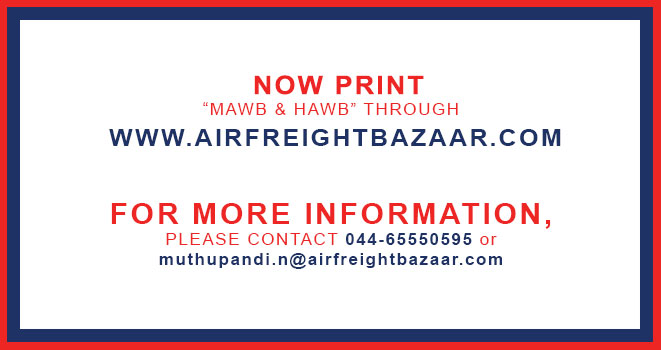 NOW PRINT
“MAWB & HAWB” THROUGH
WWW.AIRFREIGHTBAZAAR.COM
FOR MORE INFORMATION,
PLEASE CONTACT 044-65550595 or
muthupandi.n@airfreightbazaar.com